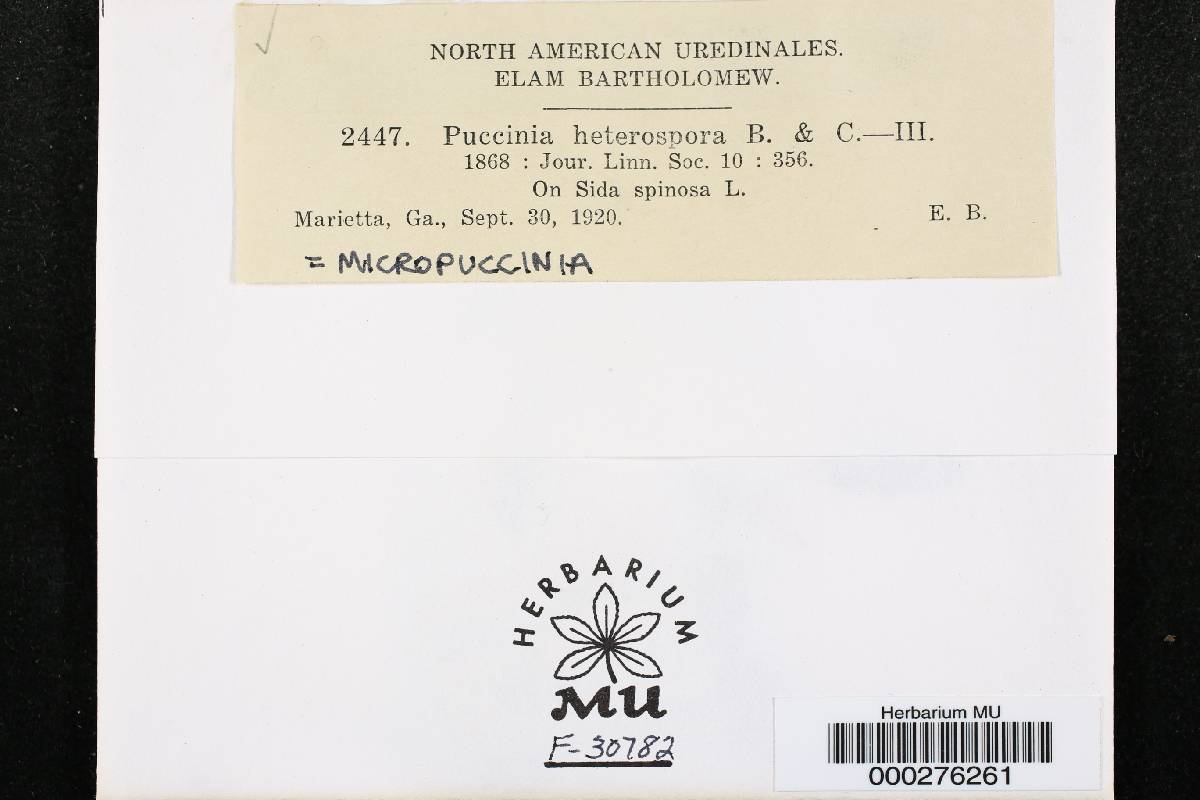 NORTH AMERICAN UREDINALES.
ELAM BARTHOLOMEW.
2447. Puccinia heterospora B. & C.—III.
1868 : Jour. Linn. Soc. 10 : 356.
On Sida spinosa L.
Marietta, Ga., Sept. 30, 1920.
E. B.
= MICROPUCCINIA
HERBARIUM
MU
F-30782
Herbarium MU
000276261